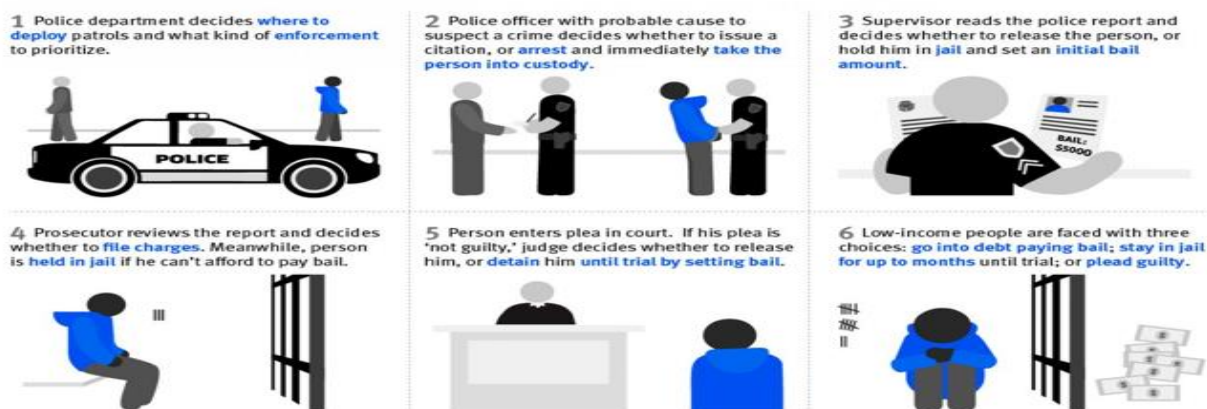 1 Police department decides where to
deploy patrols and what kind of enforcement
to prioritize.
POLICE
2 Police officer with probable cause to
suspect a crime decides whether to issue a
citation, or arrest and immediately take the
person into custody.
3 Supervisor reads the police report and
decides whether to release the person, or
hold him in jail and set an initial bail
amount.
BAIL:
$5000
4 Prosecutor reviews the report and decides
whether to file charges. Meanwhile, person
is held in jail if he can't afford to pay bail.
5 Person enters plea in court. If his plea is
‘not guilty,’ judge decides whether to release
him, or detain him until trial by setting bail.
6 Low-income people are faced with three
choices: go into debt paying bail; stay in jail
for up to months until trial; or plead guilty.